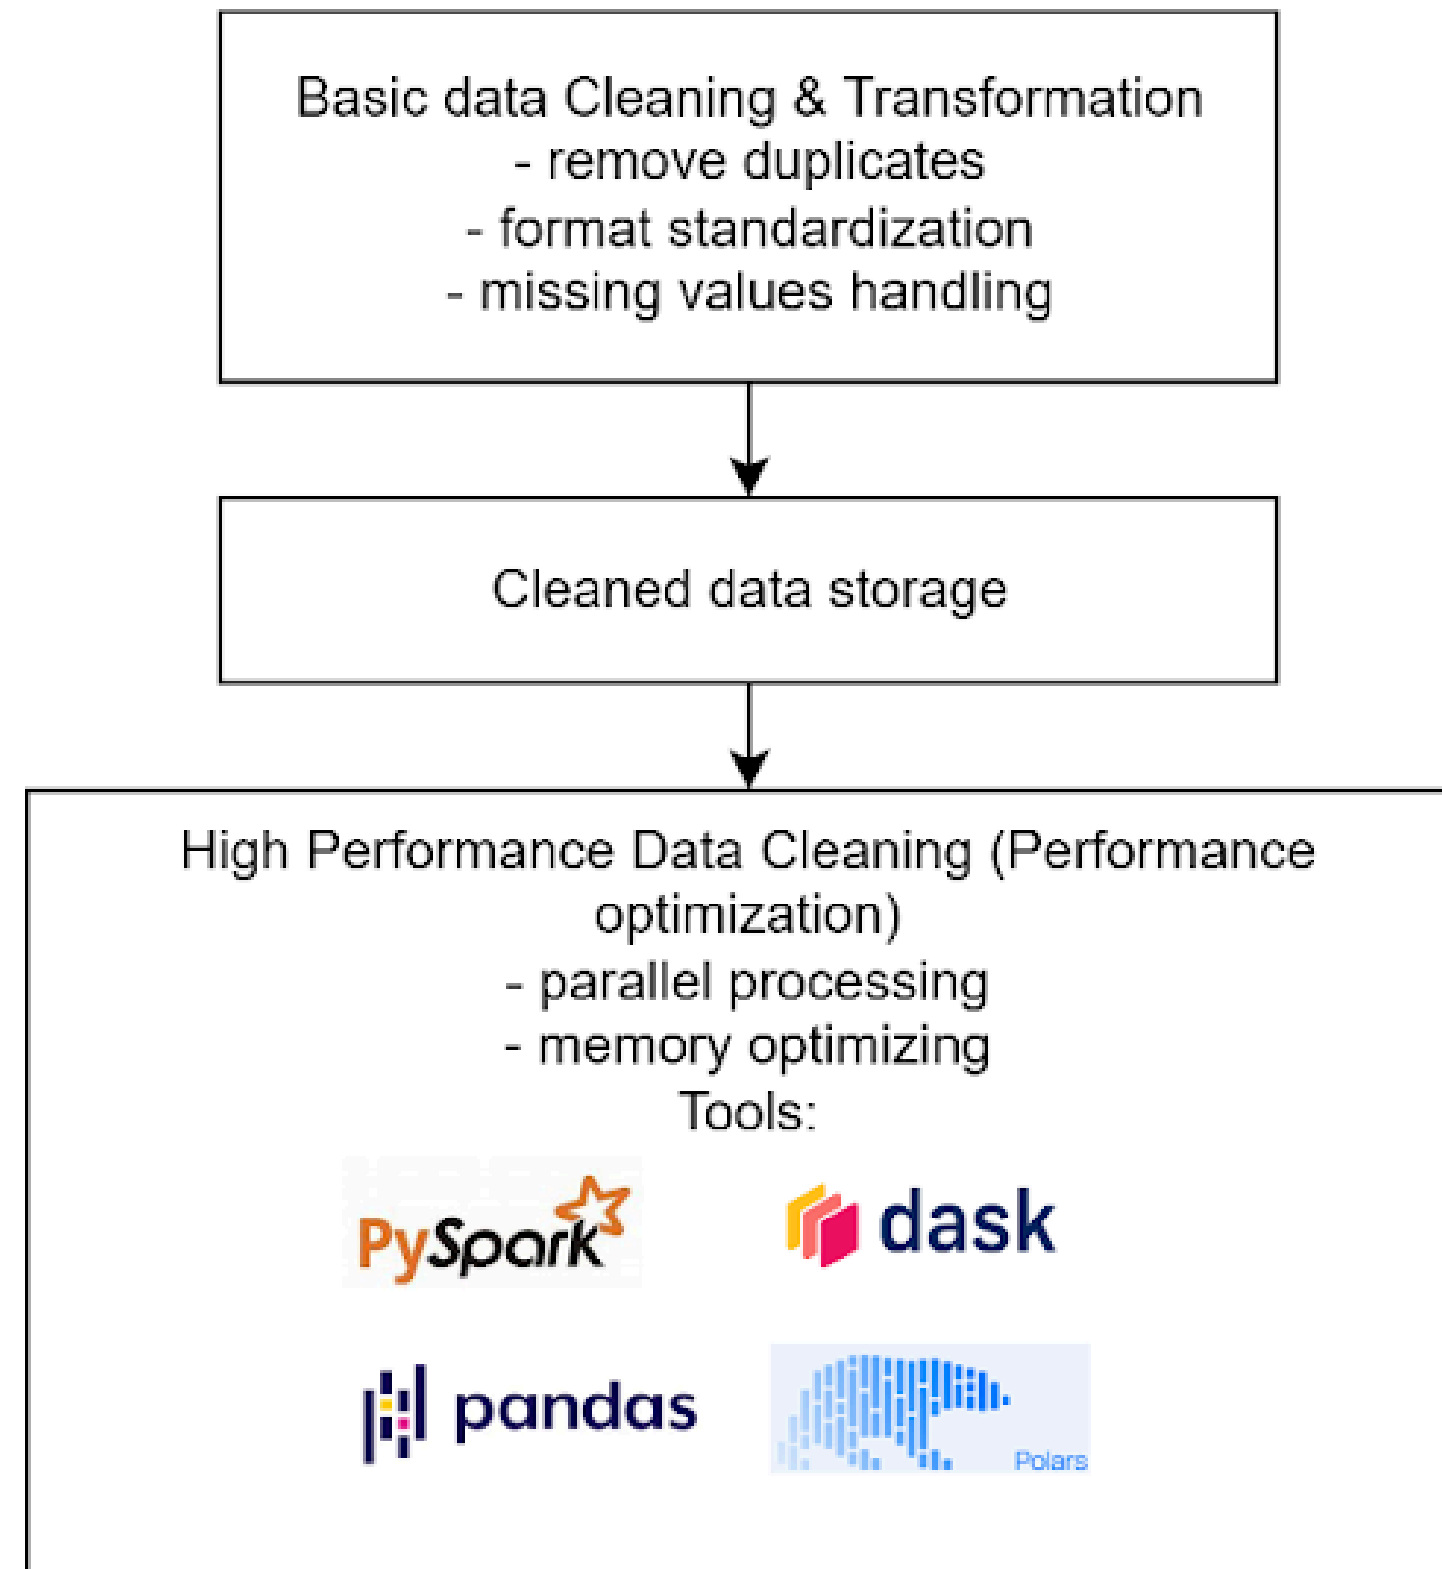 Basic data Cleaning & Transformation
- remove duplicates
- format standardization
- missing values handling
Cleaned data storage
High Performance Data Cleaning (Performance
optimization)
- parallel processing
- memory optimizing
Tools:
PySpark
dask
pandas
Polars